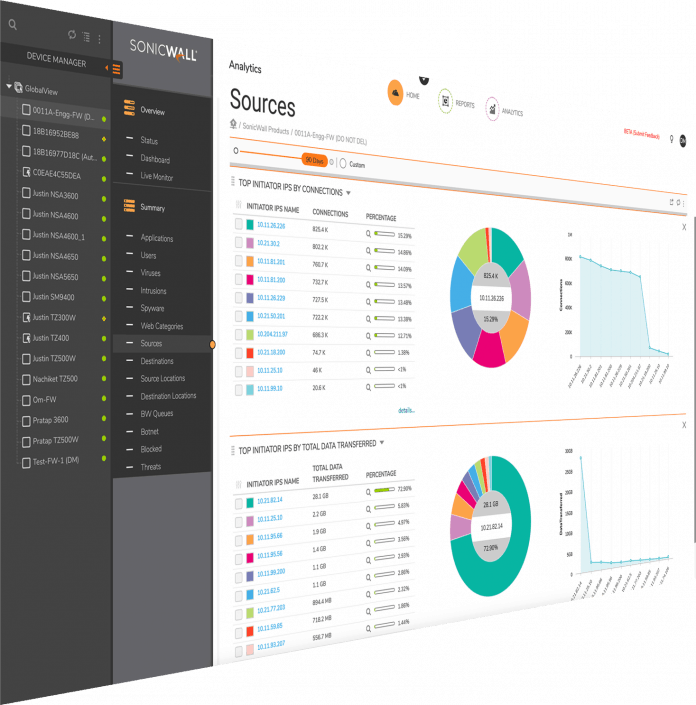 DEVICE MANAGER
GlobalView
0011A-Engg-FW (D...
18B16952BE88
18B16977D18C (Aut...
C0EAE4C55DEA
Justin NSA3600
Justin NSA4600
Justin NSA4600_1
Justin NSA4650
Justin NSA5650
Justin SM9400
Justin TZ300W
Justin TZ400
Justin TZ500W
Nachiket TZ500
Om-FW
Pratap 3600
Pratap TZ500W
Test-FW-1 (DM)
SONICWALL
Overview
Status
Dashboard
Live Monitor
Summary
Applications
Users
Viruses
Intrusions
Spyware
Web Categories
Sources
Destinations
Source Locations
Destination Locations
BW Queues
Botnet
Blocked
Threats
Analytics
HOME
REPORTS
ANALYTICS
Sources
BETA (Submit Feedback)
/ SonicWall Products / 0011A-Engg-FW (DO NOT DEL)
90 Days
Custom
TOP INITIATOR IPS BY CONNECTIONS
INITIATOR IPS NAME CONNECTIONS PERCENTAGE
10.11.26.226 825.4 K 15.29%
10.21.30.2 802.2 K 14.86%
10.11.81.201 760.7 K 14.09%
10.11.81.200 732.7 K 13.57%
10.11.26.229 727.5 K 13.48%
10.21.50.201 722.2 K 13.38%
10.204.211.97 686.3 K 12.71%
10.21.18.200 74.7 K 1.38%
10.11.25.10 46 K <1%
10.11.99.10 20.6 K <1%
details...
825.4 K
10.11.26.226
15.29%
1M
800K
600K
400K
200K
0
Connections
TOP INITIATOR IPS BY TOTAL DATA TRANSFERRED
INITIATOR IPS NAME TOTAL DATA TRANSFERRED PERCENTAGE
10.21.82.14 28.1 GB 72.90%
10.11.25.10 2.2 GB 5.83%
10.11.95.66 1.9 GB 4.97%
10.11.85.56 1.4 GB 3.56%
10.11.99.200 1.1 GB 2.93%
10.21.62.5 1.1 GB 2.86%
10.21.77.203 894.4 MB 2.32%
10.11.59.65 718.2 MB 1.86%
10.11.93.207 556.7 MB 1.44%
28.1 GB
10.21.82.14
72.90%
Data Transferred